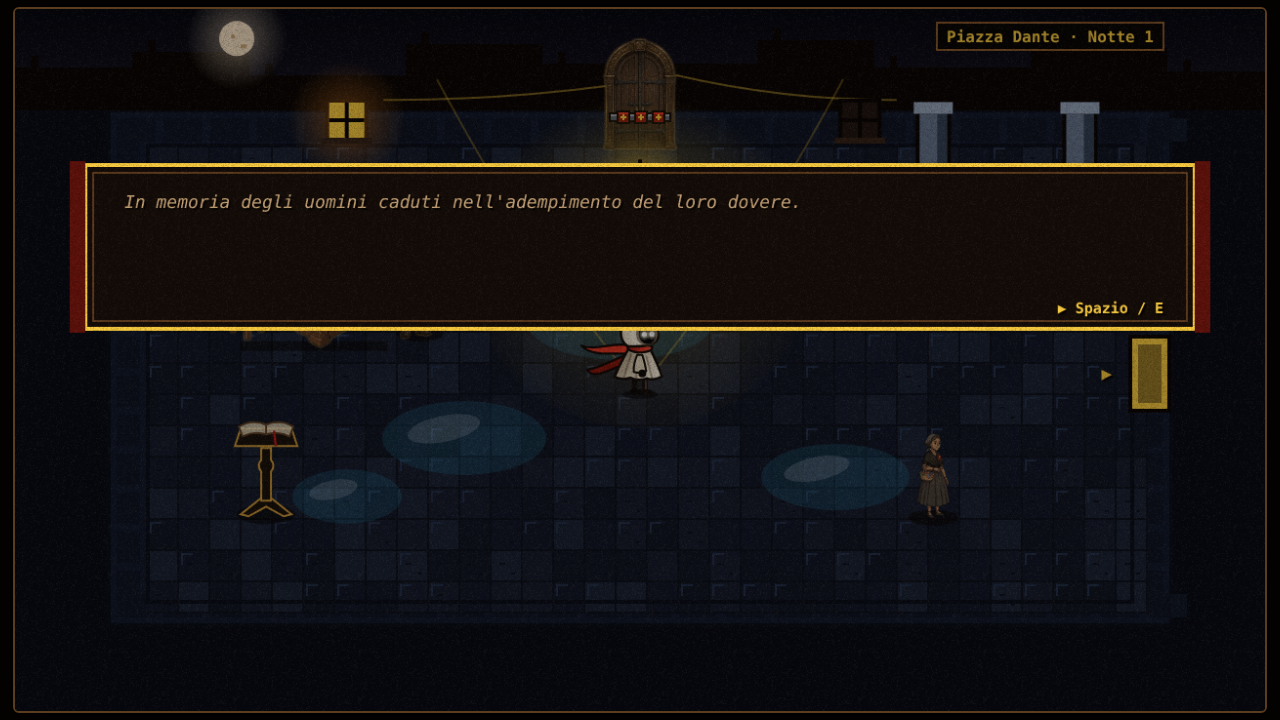 Piazza Dante · Notte 1
In memoria degli uomini caduti nell'adempimento del loro dovere.
▶ Spazio / E